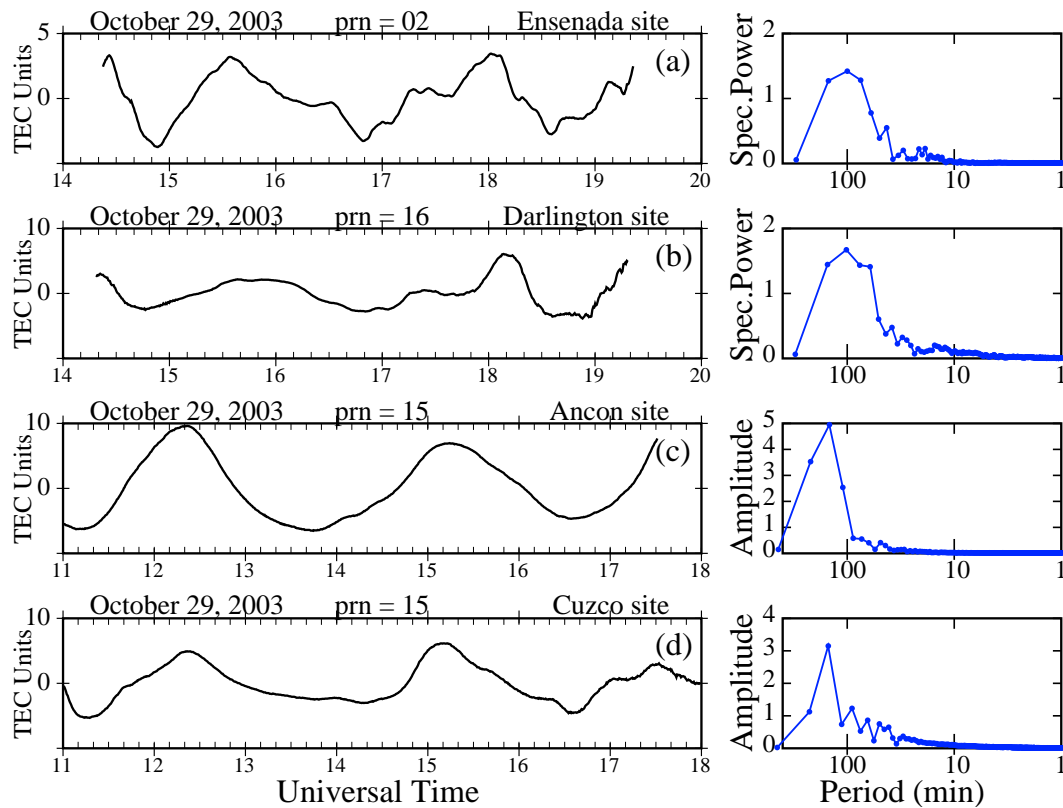 October 29, 2003 prn = 02 Ensenada site
TEC Units
5
0
(a)
14 15 16 17 18 19 20
Spec.Power
2
1
0
100 10 1
October 29, 2003 prn = 16 Darlington site
TEC Units
10
0
(b)
14 15 16 17 18 19 20
Spec.Power
2
1
0
100 10 1
October 29, 2003 prn = 15 Ancon site
TEC Units
10
0
(c)
11 12 13 14 15 16 17 18
Amplitude
5
4
3
2
1
0
100 10 1
October 29, 2003 prn = 15 Cuzco site
TEC Units
10
0
(d)
11 12 13 14 15 16 17 18
Universal Time
Amplitude
4
3
2
1
0
100 10 1
Period (min)